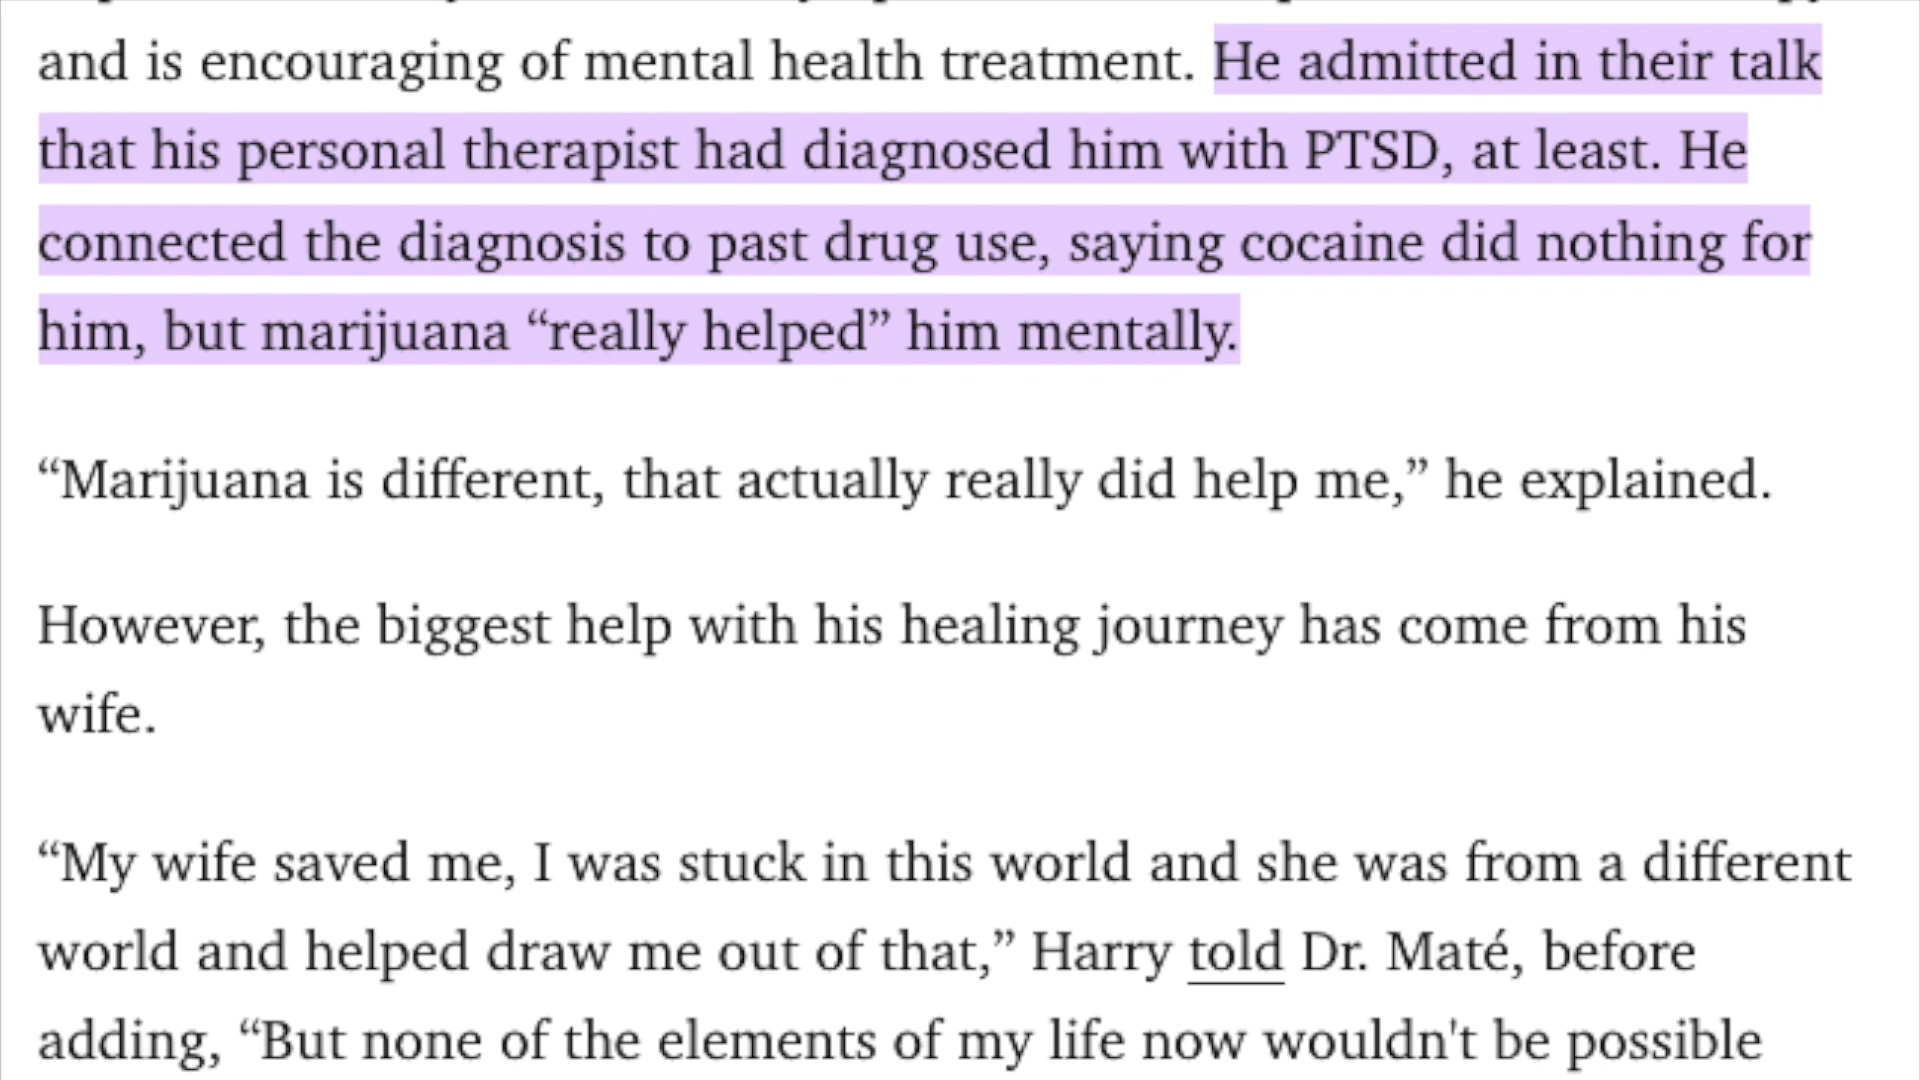 and is encouraging of mental health treatment. He admitted in their talk
that his personal therapist had diagnosed him with PTSD, at least. He
connected the diagnosis to past drug use, saying cocaine did nothing for
him, but marijuana “really helped” him mentally.
“Marijuana is different, that actually really did help me,” he explained.
However, the biggest help with his healing journey has come from his
wife.
“My wife saved me, I was stuck in this world and she was from a different
world and helped draw me out of that,” Harry told Dr. Maté, before
adding, “But none of the elements of my life now wouldn't be possible